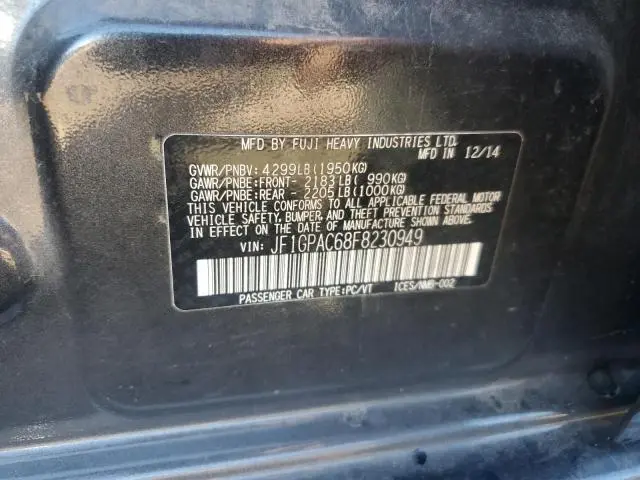 MFD BY FUJI HEAVY INDUSTRIES LTD.
MFD IN 12/14
GVWR/PNBV: 4299LB(1950KG)
GAWR/PNBE:FRONT- 2183LB( 990KG)
GAWR/PNBE:REAR - 2205LB(1000KG)
THIS VEHICLE CONFORMS TO ALL APPLICABLE FEDERAL MOTOR
VEHICLE SAFETY, BUMPER, AND THEFT PREVENTION STANDARDS
IN EFFECT ON THE DATE OF MANUFACTURE SHOWN ABOVE.
VIN: JF1GPAC68F8230949
PASSENGER CAR TYPE:PC/VT ICES/NMB-002